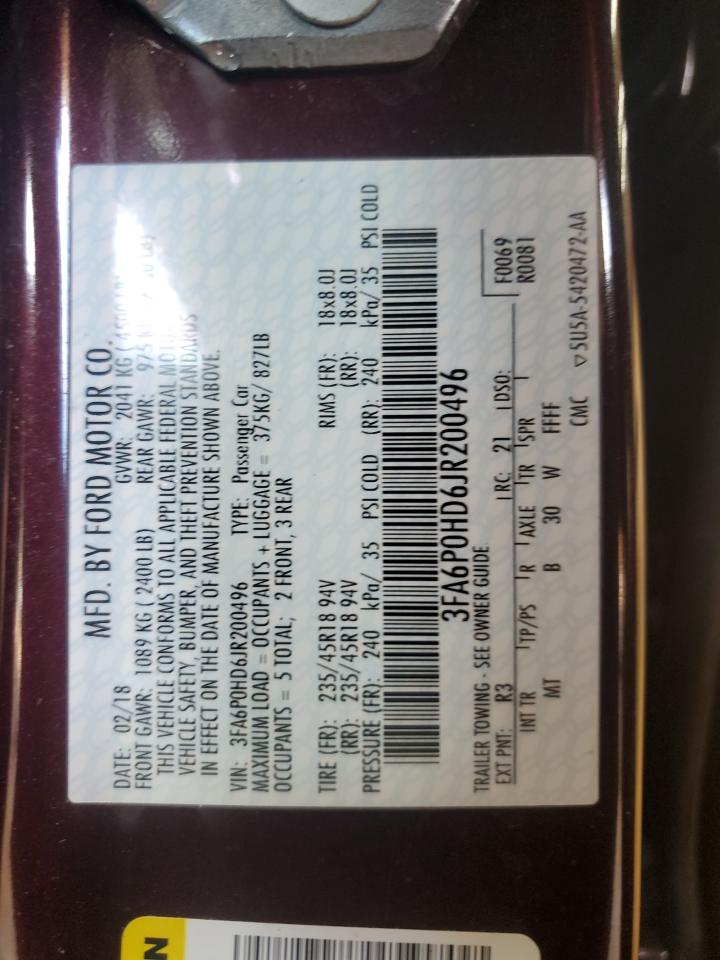 MFD. BY FORD MOTOR CO.
DATE: 02/18 GVWR: 2041 KG
FRONT GAWR: 1089 KG ( 2400 LB) REAR GAWR: 975
THIS VEHICLE CONFORMS TO ALL APPLICABLE FEDERAL MOTOR
VEHICLE SAFETY, BUMPER, AND THEFT PREVENTION STANDARDS
IN EFFECT ON THE DATE OF MANUFACTURE SHOWN ABOVE.
VIN: 3FA6P0HD6JR200496 TYPE: Passenger Car
MAXIMUM LOAD = OCCUPANTS + LUGGAGE = 375KG/ 827LB
OCCUPANTS = 5 TOTAL; 2 FRONT, 3 REAR
TIRE (FR): 235/45R18 94V RIMS (FR): 18x8.0J
(RR): 235/45R18 94V (RR): 18x8.0J
PRESSURE (FR): 240 kPa/ 35 PSI COLD (RR): 240 kPa/ 35 PSI COLD
3FA6P0HD6JR200496
TRAILER TOWING - SEE OWNER GUIDE
F0069
EXT PNT: R3 RC: 21 DSO: R0081
INT TR TP/PS R AXLE TR SPR
MT B 30 W FFFF
CMC ▽5U5A-5420472-AA
N